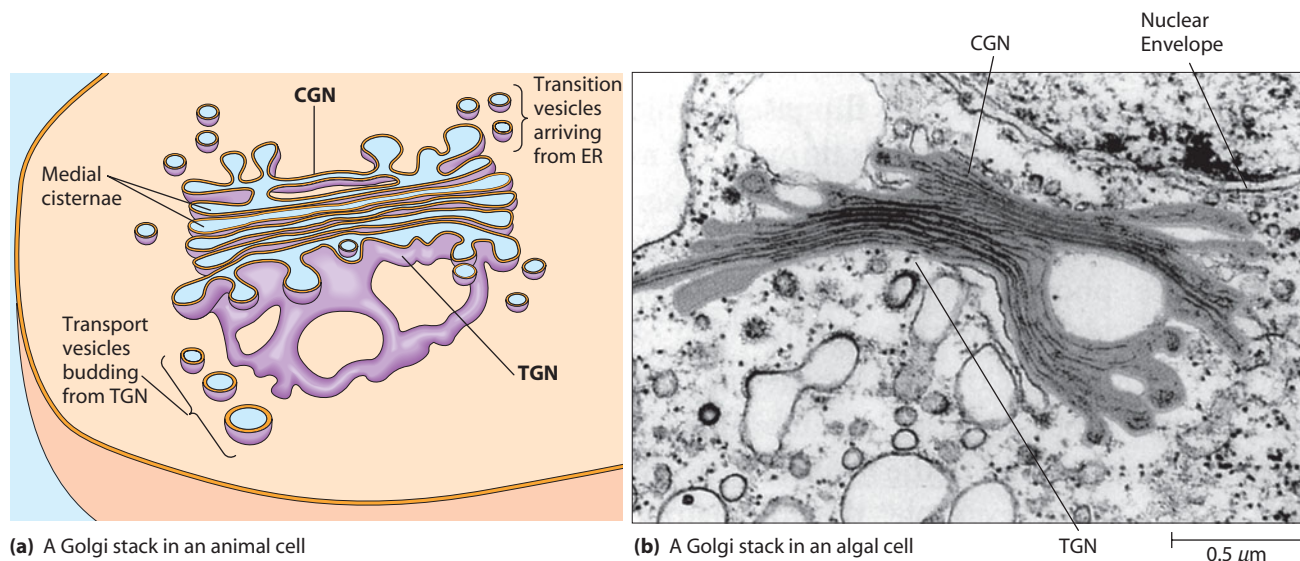 CGN
Transition
vesicles
arriving
from ER
Medial
cisternae
Transport
vesicles
budding
from TGN
TGN
(a) A Golgi stack in an animal cell
CGN
Nuclear
Envelope
(b) A Golgi stack in an algal cell
TGN
0.5 μm